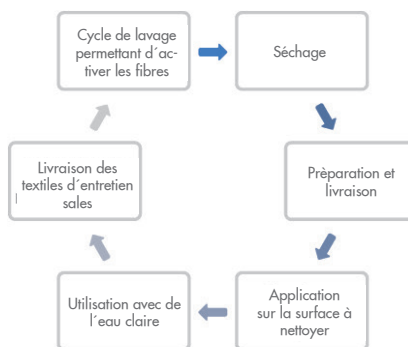 Cycle de lavage
permettant d´ac-
tiver les fibres
Séchage
Prèparation et
livraison
Application
sur la surface à
nettoyer
Utilisation avec de
l´eau claire
Livraison des
textiles d´entretien
sales